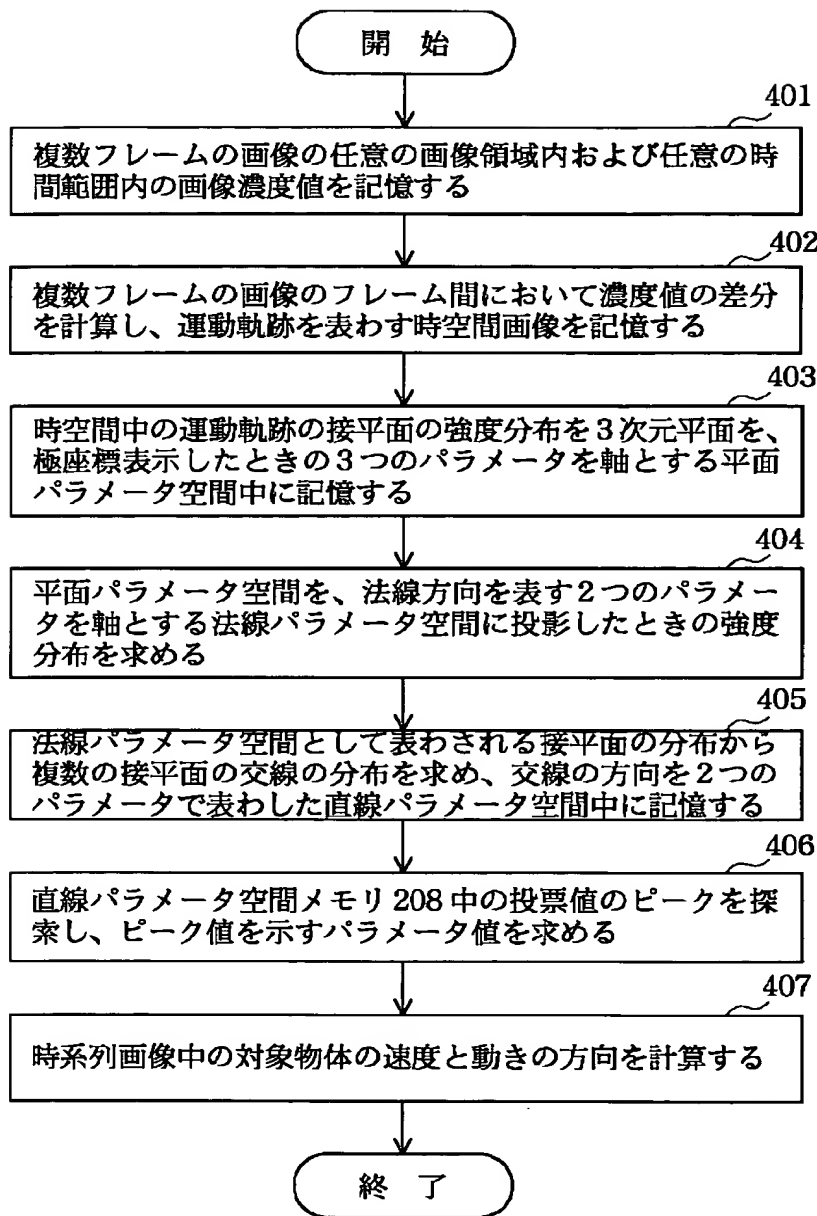 開 始
401
複数フレームの画像の任意の画像領域内および任意の時
間範囲内の画像濃度値を記憶する
402
複数フレームの画像のフレーム間において濃度値の差分
を計算し、運動軌跡を表わす時空間画像を記憶する
403
時空間中の運動軌跡の接平面の強度分布を3次元平面を、
極座標表示したときの3つのパラメータを軸とする平面
パラメータ空間中に記憶する
404
平面パラメータ空間を、法線方向を表す2つのパラメー
タを軸とする法線パラメータ空間に投影したときの強度
分布を求める
405
法線パラメータ空間として表わされる接平面の分布から
複数の接平面の交線の分布を求め、交線の方向を2つの
パラメータで表わした直線パラメータ空間中に記憶する
406
直線パラメータ空間メモリ208中の投票値のピークを探
索し、ピーク値を示すパラメータ値を求める
407
時系列画像中の対象物体の速度と動きの方向を計算する
終 了